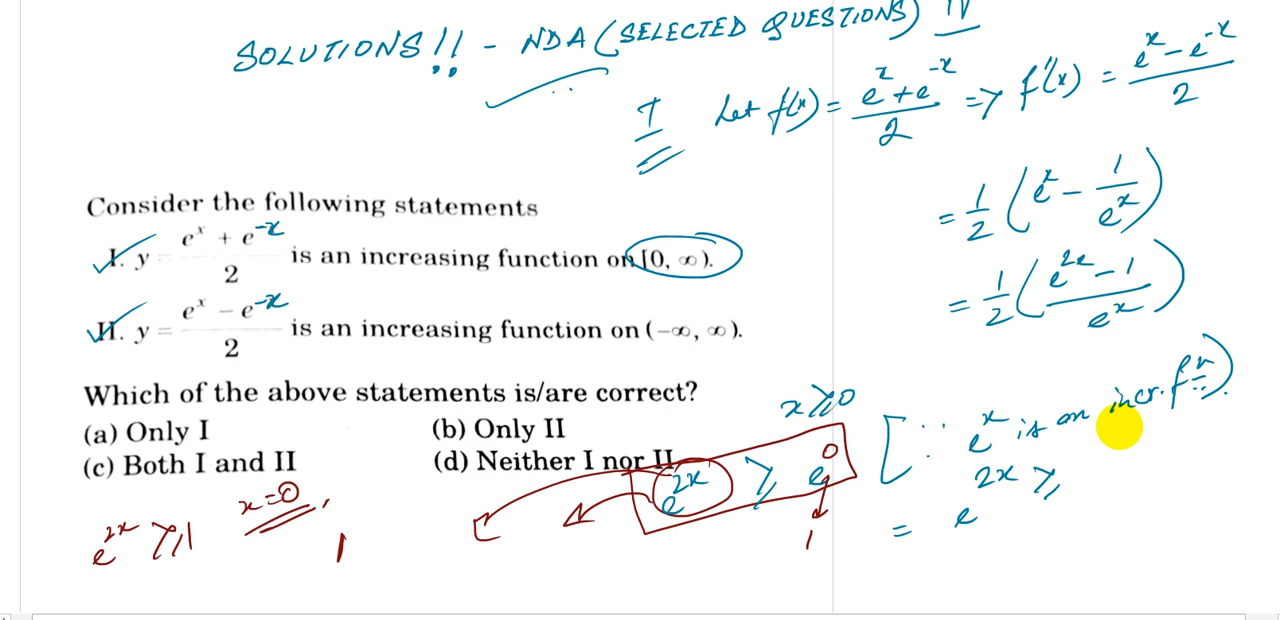 SOLUTIONS!! - NDA (SELECTED QUESTIONS) IV
I Let f(x) = e^x + e^-x / 2 => f'(x) = e^x - e^-x / 2
= 1/2 (e^x - 1/e^x)
= 1/2 (e^2x - 1 / e^x)
Consider the following statements
I. y = e^x + e^-x / 2 is an increasing function on [0, ∞).
II. y = e^x - e^-x / 2 is an increasing function on (-∞, ∞).
Which of the above statements is/are correct?
(a) Only I (b) Only II
(c) Both I and II (d) Neither I nor II
x ≥ 0
[∵ e^x is an incr. f^n)
2x ≥
= e
e^2x ≥ e^0
1
x = 0,
e^2x ≥ 1
1